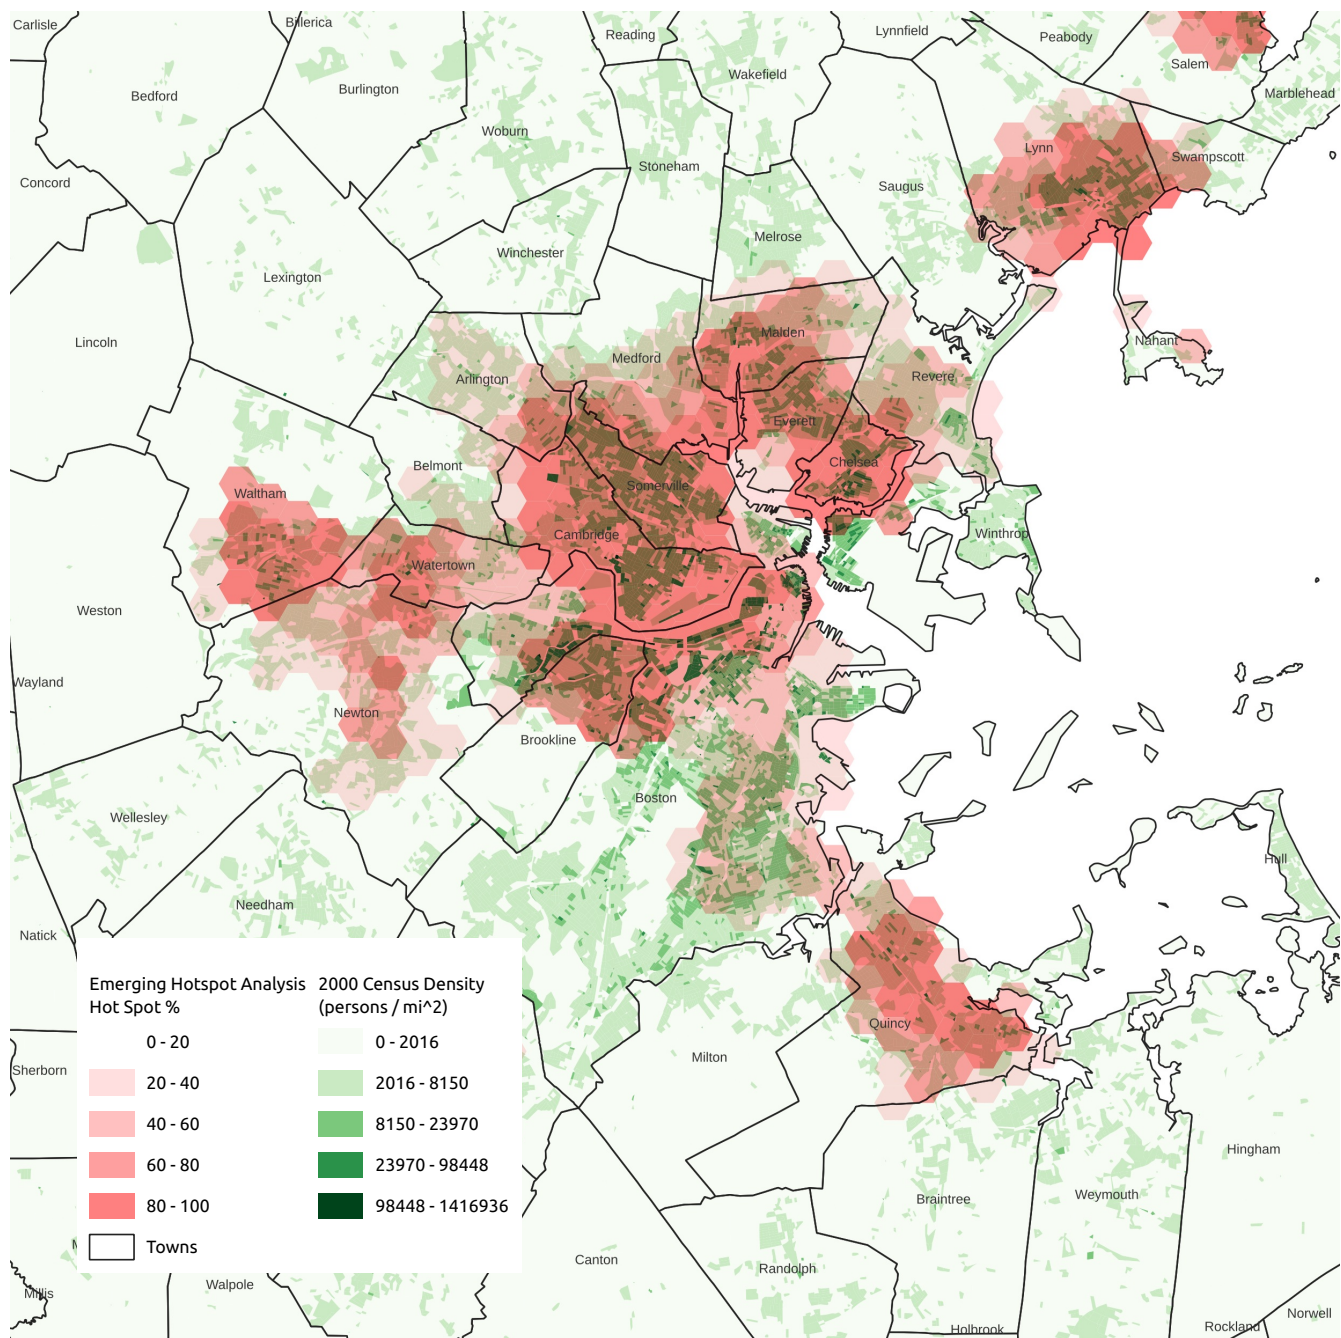 Carlisle
Billerica
Reading
Lynnfield
Peabody
Salem
Marblehead
Bedford
Burlington
Wakefield
Woburn
Stoneham
Lynn
Swampscott
Concord
Saugus
Melrose
Winchester
Lexington
Lincoln
Malden
Nahant
Medford
Arlington
Revere
Everett
Belmont
Chelsea
Waltham
Somerville
Cambridge
Winthrop
Watertown
Weston
Wayland
Newton
Brookline
Boston
Wellesley
Hull
Needham
Natick
Emerging Hotspot Analysis
Hot Spot %
0 - 20
20 - 40
40 - 60
60 - 80
80 - 100
Towns
2000 Census Density
(persons / mi^2)
0 - 2016
2016 - 8150
8150 - 23970
23970 - 98448
98448 - 1416936
Quincy
Milton
Sherborn
Hingham
Braintree
Weymouth
Canton
Randolph
Walpole
Millis
Norwell
Rockland
Holbrook